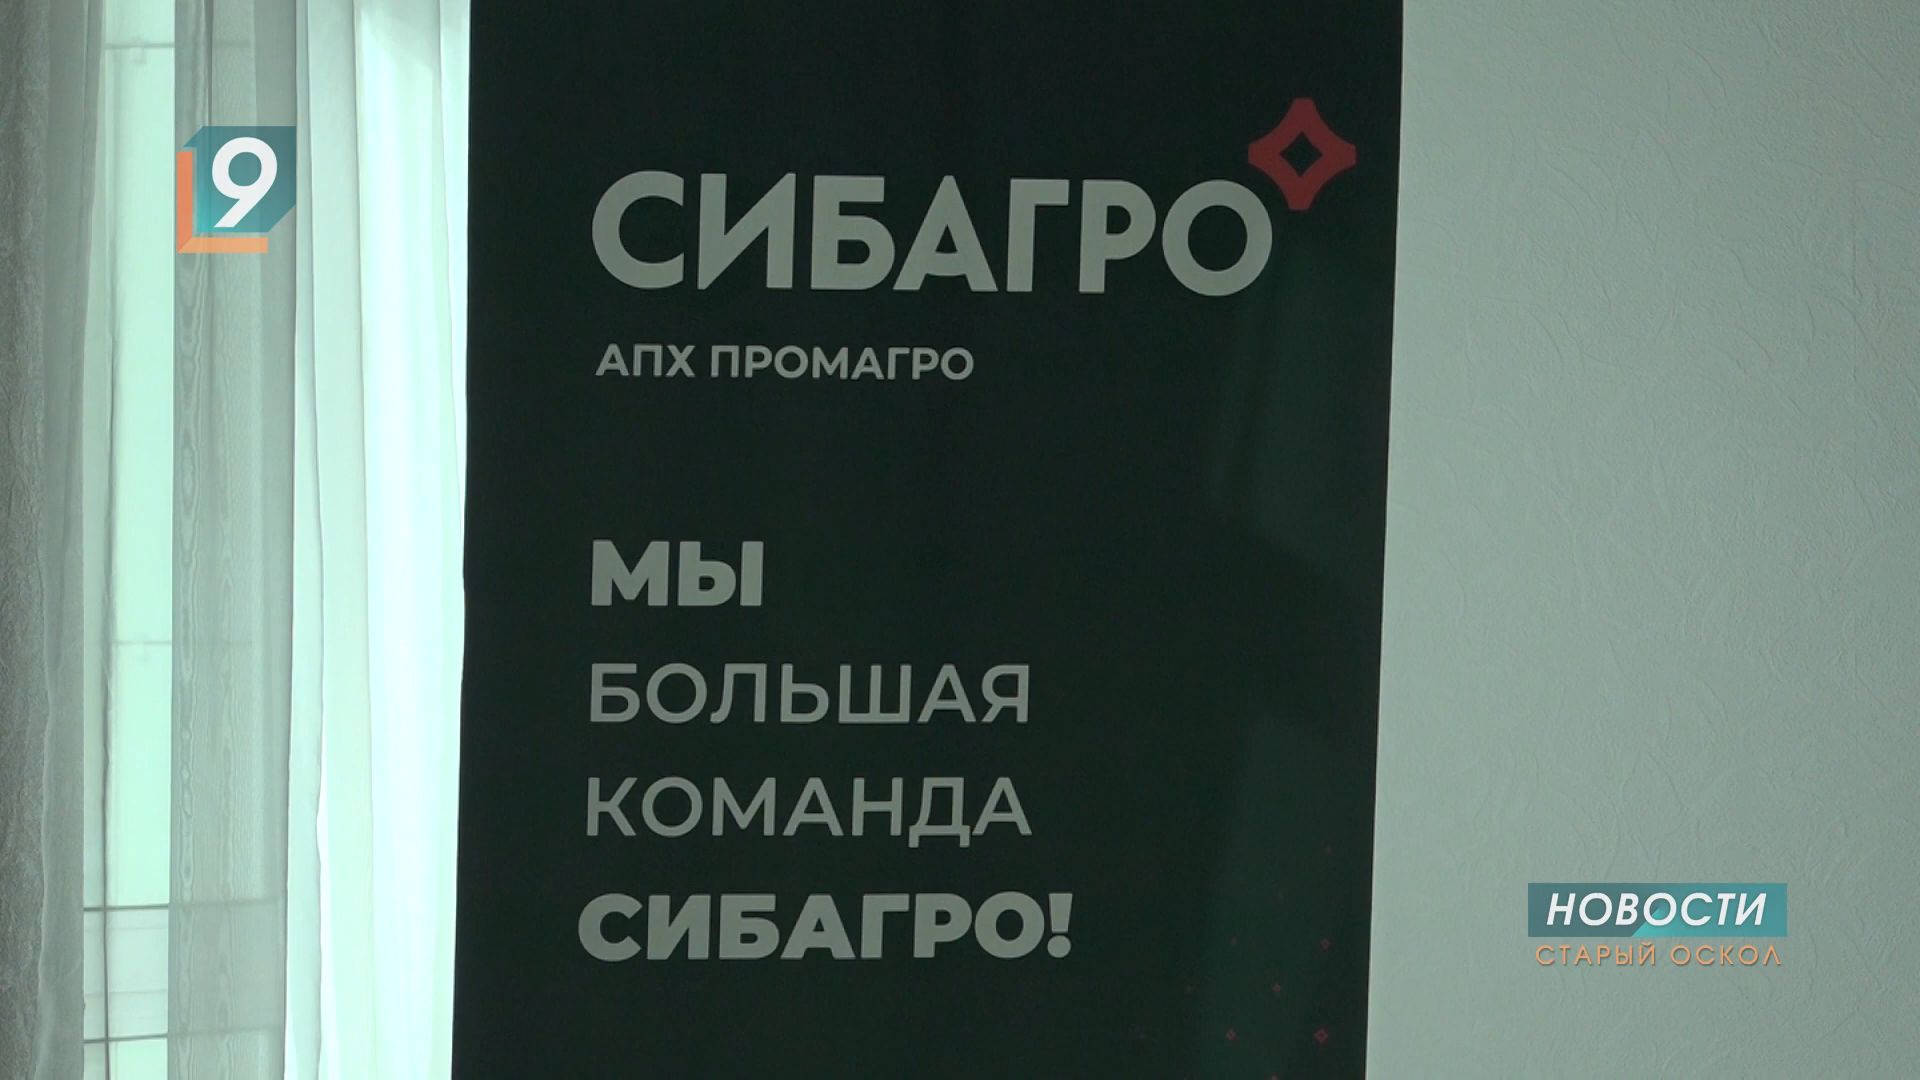 9
СИБАГРО
АПХ ПРОМАГРО
МЫ
БОЛЬШАЯ
КОМАНДА
СИБАГРО!
НОВОСТИ
СТАРЫЙ ОСКОЛ